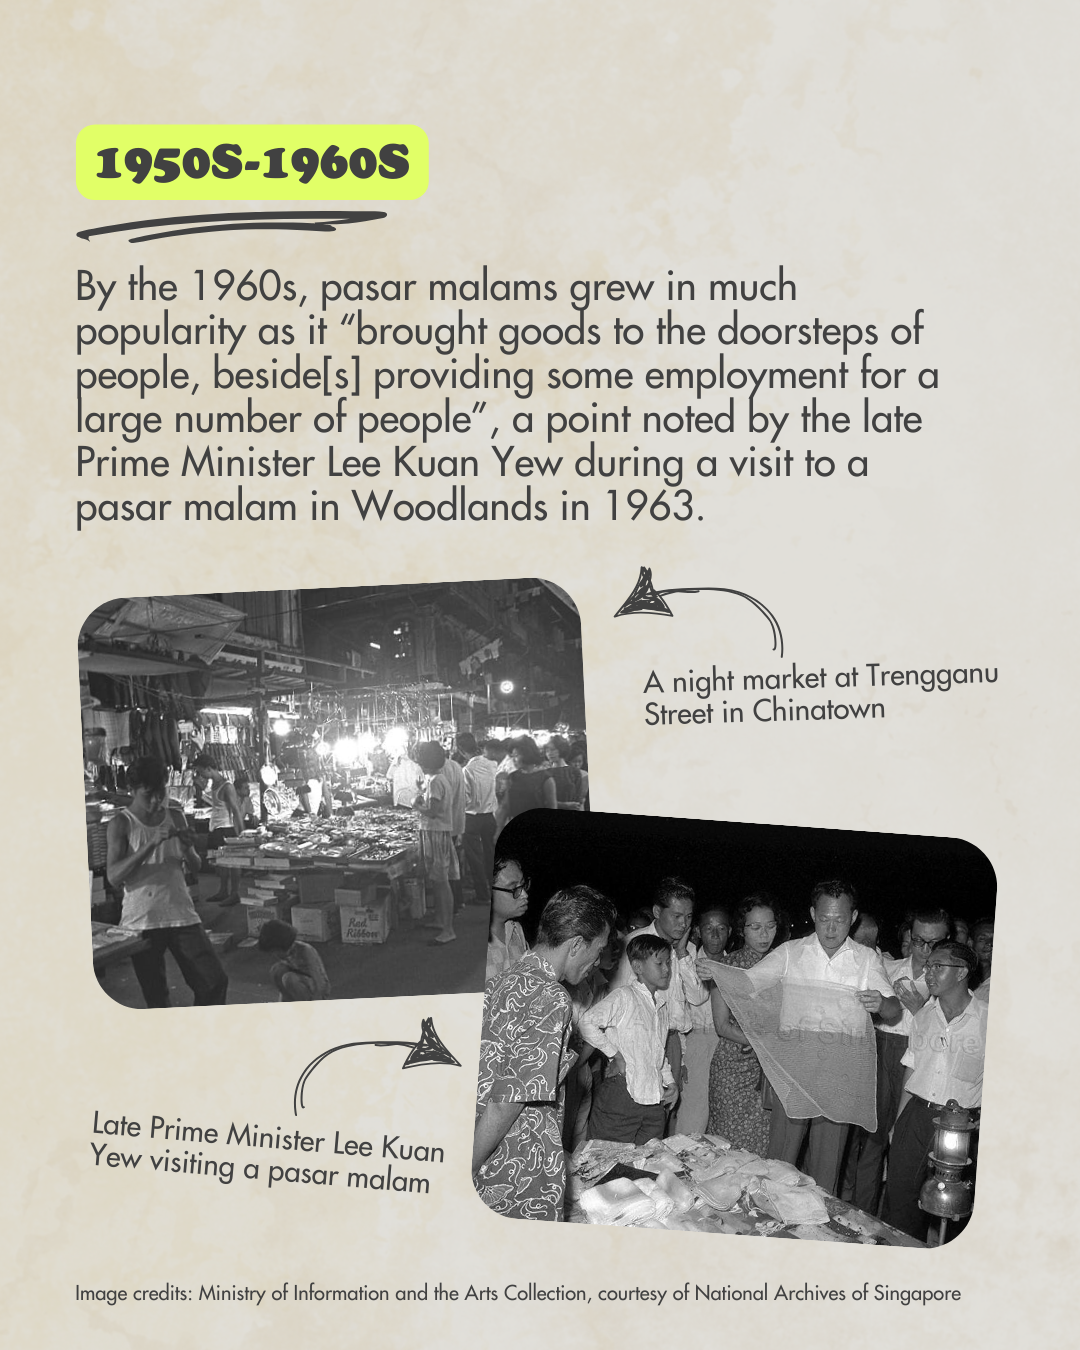 1950S-1960S
By the 1960s, pasar malams grew in much
popularity as it “brought goods to the doorsteps of
people, beside[s] providing some employment for a
large number of people”, a point noted by the late
Prime Minister Lee Kuan Yew during a visit to a
pasar malam in Woodlands in 1963.
A night market at Trengganu
Street in Chinatown
Red
Ribbon
of Singapore
Late Prime Minister Lee Kuan
Yew visiting a pasar malam
Image credits: Ministry of Information and the Arts Collection, courtesy of National Archives of Singapore